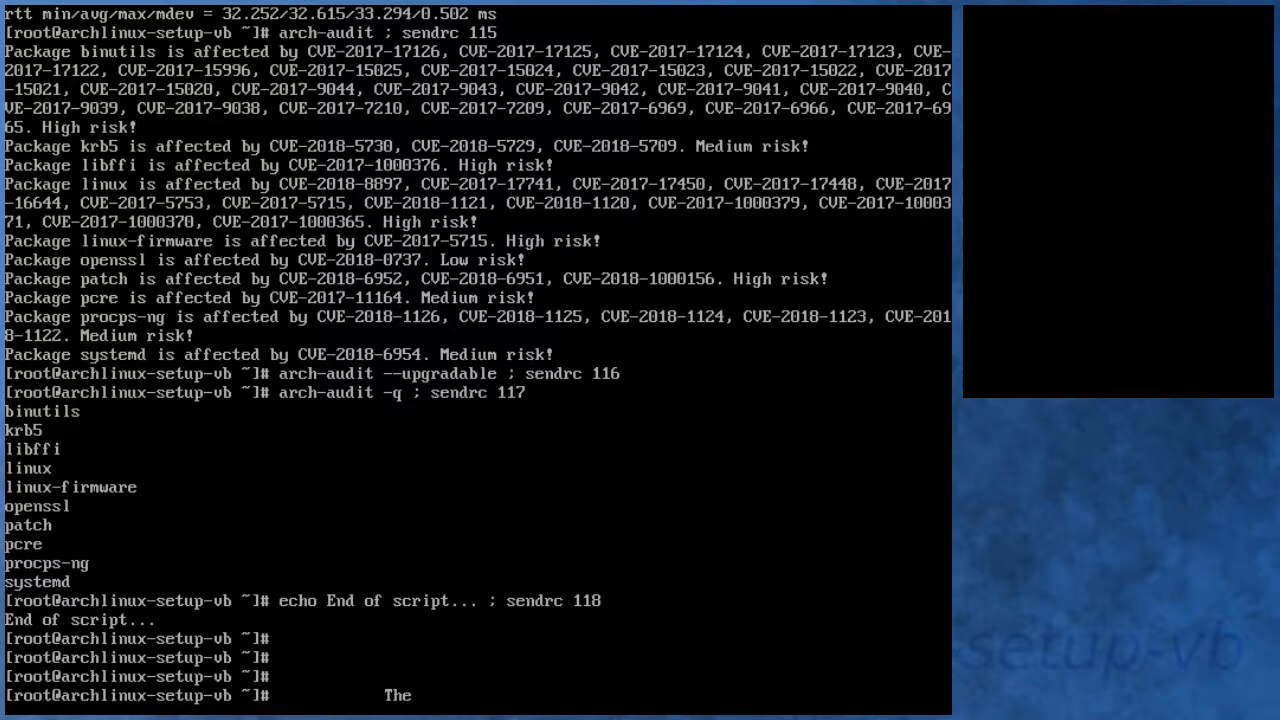 rtt min/avg/max/mdev = 32.252/32.615/33.294/0.502 ms
[root@archlinux-setup-vb ~]# arch-audit ; sendrc 115
Package binutils is affected by CVE-2017-17126, CVE-2017-17125, CVE-2017-17124, CVE-2017-17123, CVE-
2017-17122, CVE-2017-15996, CVE-2017-15025, CVE-2017-15024, CVE-2017-15023, CVE-2017-15022, CVE-2017
-15021, CVE-2017-15020, CVE-2017-9044, CVE-2017-9043, CVE-2017-9042, CVE-2017-9041, CVE-2017-9040, C
VE-2017-9039, CVE-2017-9038, CVE-2017-7210, CVE-2017-7209, CVE-2017-6969, CVE-2017-6966, CVE-2017-69
65. High risk!
Package krb5 is affected by CVE-2018-5730, CVE-2018-5729, CVE-2018-5709. Medium risk!
Package libffi is affected by CVE-2017-1000376. High risk!
Package linux is affected by CVE-2018-8897, CVE-2017-17741, CVE-2017-17450, CVE-2017-17448, CVE-2017
-16644, CVE-2017-5753, CVE-2017-5715, CVE-2018-1121, CVE-2018-1120, CVE-2017-1000379, CVE-2017-10003
71, CVE-2017-1000370, CVE-2017-1000365. High risk!
Package linux-firmware is affected by CVE-2017-5715. High risk!
Package openssl is affected by CVE-2018-0737. Low risk!
Package patch is affected by CVE-2018-6952, CVE-2018-6951, CVE-2018-1000156. High risk!
Package pcre is affected by CVE-2017-11164. Medium risk!
Package procps-ng is affected by CVE-2018-1126, CVE-2018-1125, CVE-2018-1124, CVE-2018-1123, CVE-201
8-1122. Medium risk!
Package systemd is affected by CVE-2018-6954. Medium risk!
[root@archlinux-setup-vb ~]# arch-audit --upgradable ; sendrc 116
[root@archlinux-setup-vb ~]# arch-audit -q ; sendrc 117
binutils
krb5
libffi
linux
linux-firmware
openssl
patch
pcre
procps-ng
systemd
[root@archlinux-setup-vb ~]# echo End of script... ; sendrc 118
End of script...
[root@archlinux-setup-vb ~]#
[root@archlinux-setup-vb ~]#
[root@archlinux-setup-vb ~]#
[root@archlinux-setup-vb ~]# The
setup-vb